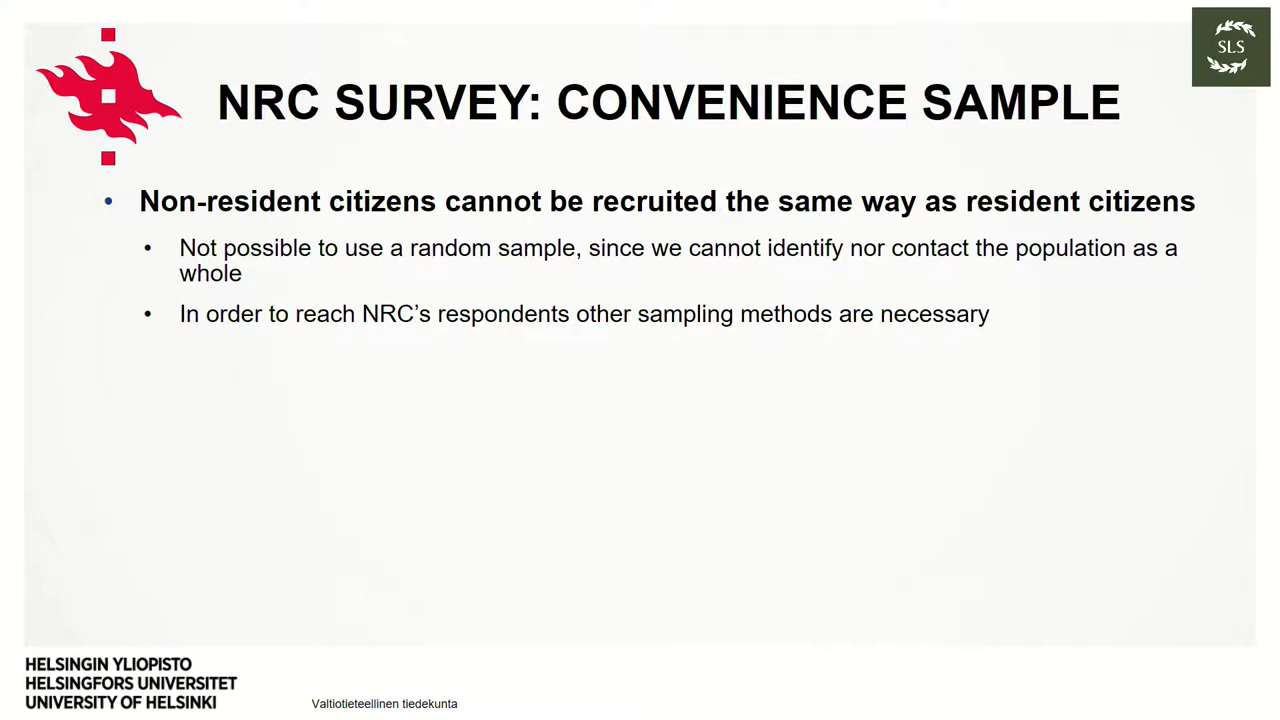 SLS
NRC SURVEY: CONVENIENCE SAMPLE
• Non-resident citizens cannot be recruited the same way as resident citizens
• Not possible to use a random sample, since we cannot identify nor contact the population as a
whole
• In order to reach NRC’s respondents other sampling methods are necessary
HELSINGIN YLIOPISTO
HELSINGFORS UNIVERSITET
UNIVERSITY OF HELSINKI
Valtiotieteellinen tiedekunta